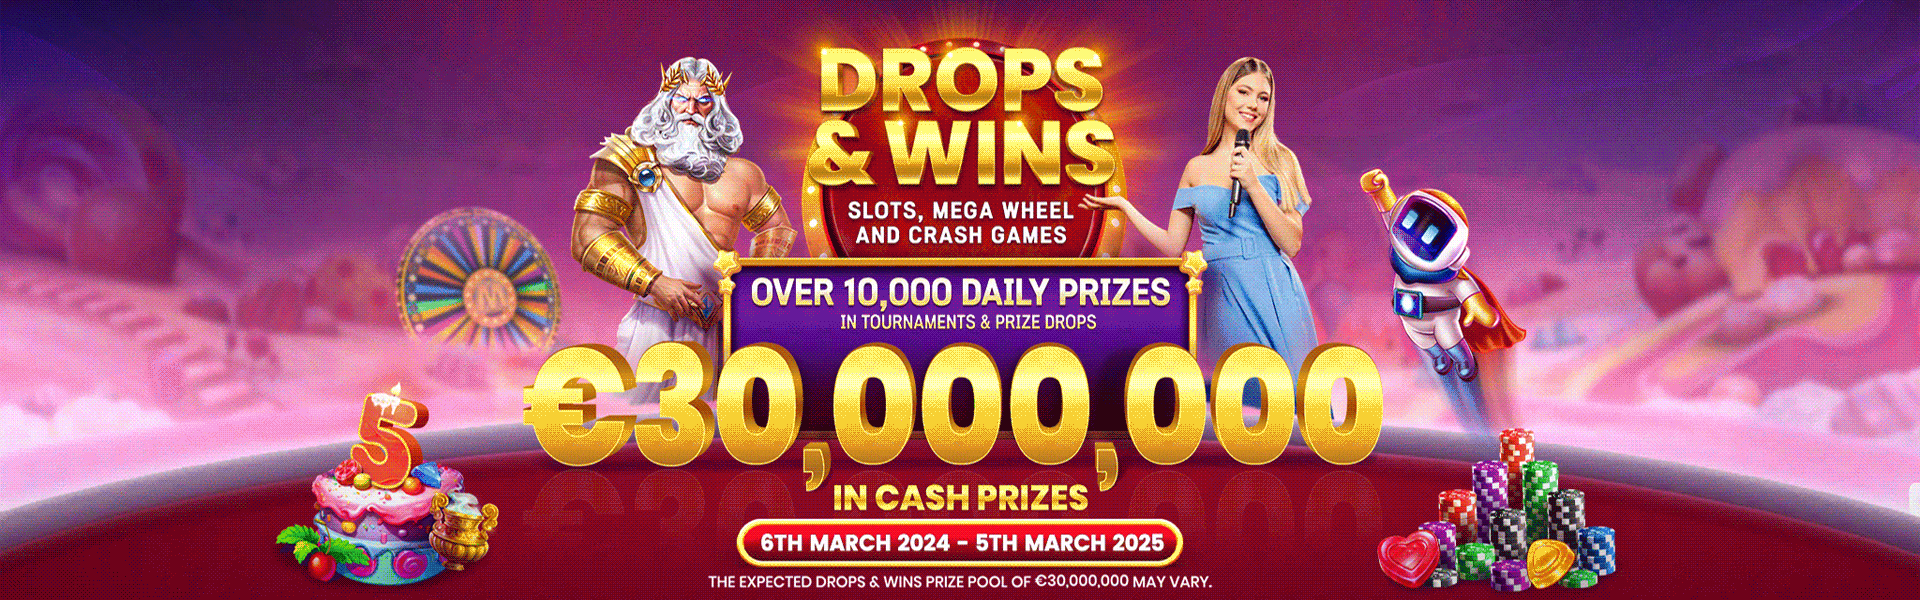 DROPS
& WINS
SLOTS, MEGA WHEEL
AND CRASH GAMES
OVER 10,000 DAILY PRIZES
IN TOURNAMENTS & PRIZE DROPS
€30,000,000
IN CASH PRIZES
6TH MARCH 2024 - 5TH MARCH 2025
THE EXPECTED DROPS & WINS PRIZE POOL OF €30,000,000 MAY VARY.
5
M